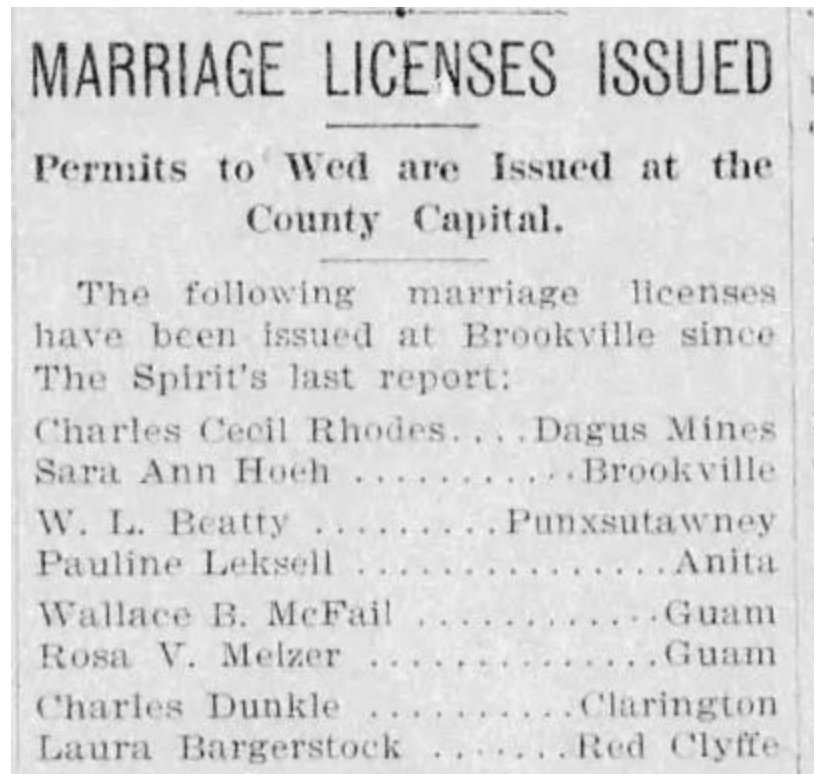 MARRIAGE LICENSES ISSUED
Permits to Wed are Issued at the
County Capital.
The following marriage licenses
have been issued at Brookville since
The Spirit's last report:
Charles Cecil Rhodes....Dagus Mines
Sara Ann Hoeh ...........Brookville
W. L. Beatty .........Punxsutawney
Pauline Leksell ................Anita
Wallace B. McFail ............Guam
Rosa V. Melzer ...............Guam
Charles Dunkle ..........Clarington
Laura Bargerstock .......Red Clyffe